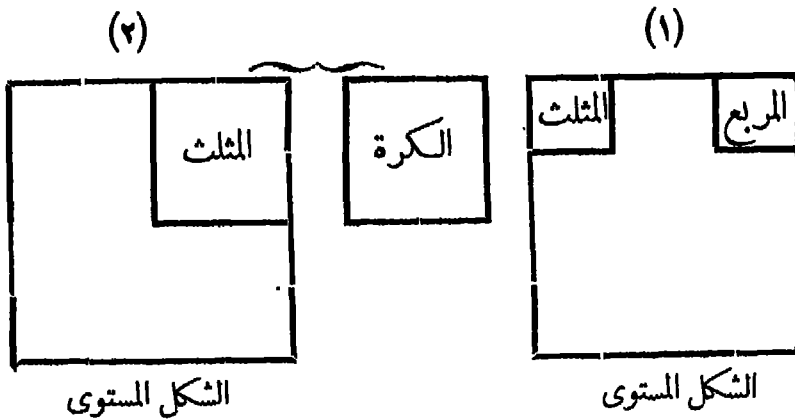 (١)
(٢)
المربع
المثلث
الكرة
المثلث
الشكل المستوى
الشكل المستوى